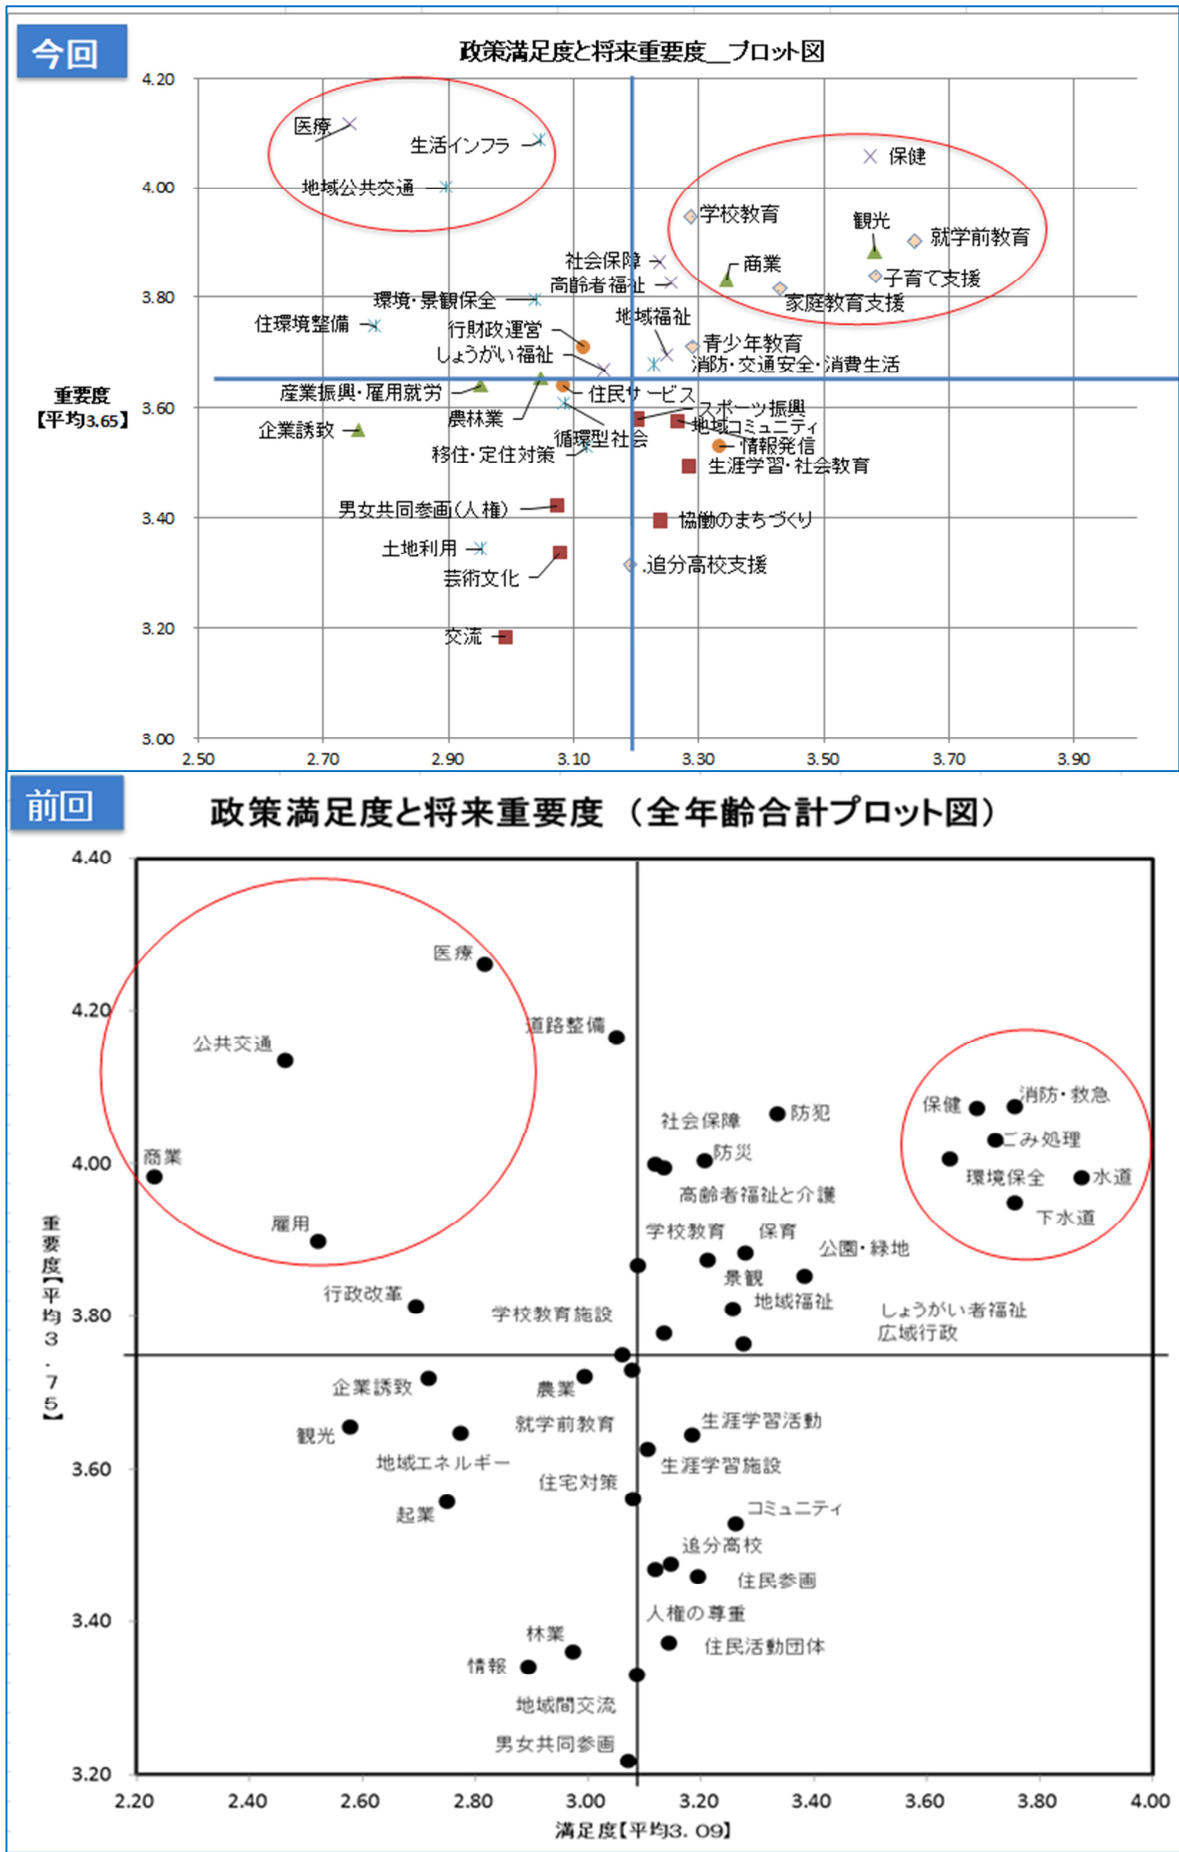 今回
政策満足度と将来重要度__プロット図
4.20
医療
生活インフラ
保健
4.00
地域公共交通
学校教育
観光
就学前教育
社会保障
商業
高齢者福祉
子育て支援
3.80
環境・景観保全
家庭教育支援
住環境整備
行財政運営
地域福祉
青少年教育
しょうがい福祉
消防・交通安全・消費生活
重要度
【平均3.65】
産業振興・雇用就労
住民サービス
3.60
スポーツ振興
企業誘致
農林業
地域コミュニティ
循環型社会
情報発信
移住・定住対策
生涯学習・社会教育
男女共同参画(人権)
3.40
協働のまちづくり
土地利用
芸術文化
.追分高校支援
3.20
交流
3.00
2.50 2.70 2.90 3.10 3.30 3.50 3.70 3.90
前回
政策満足度と将来重要度 (全年齢合計プロット図)
4.40
医療
4.20
道路整備
公共交通
保健
消防・救急
社会保障
防犯
ごみ処理
商業
4.00
防災
環境保全
水道
高齢者福祉と介護
下水道
雇用
学校教育
保育
公園・緑地
景観
行政改革
3.80
学校教育施設
地域福祉
しょうがい者福祉
広域行政
重要度【平均3.75】
企業誘致
農業
観光
就学前教育
生涯学習活動
地域エネルギー
3.60
生涯学習施設
住宅対策
起業
コミュニティ
追分高校
住民参画
3.40
人権の尊重
林業
住民活動団体
情報
地域間交流
男女共同参画
3.20
2.20 2.40 2.60 2.80 3.00 3.20 3.40 3.60 3.80 4.00
満足度【平均3.09】